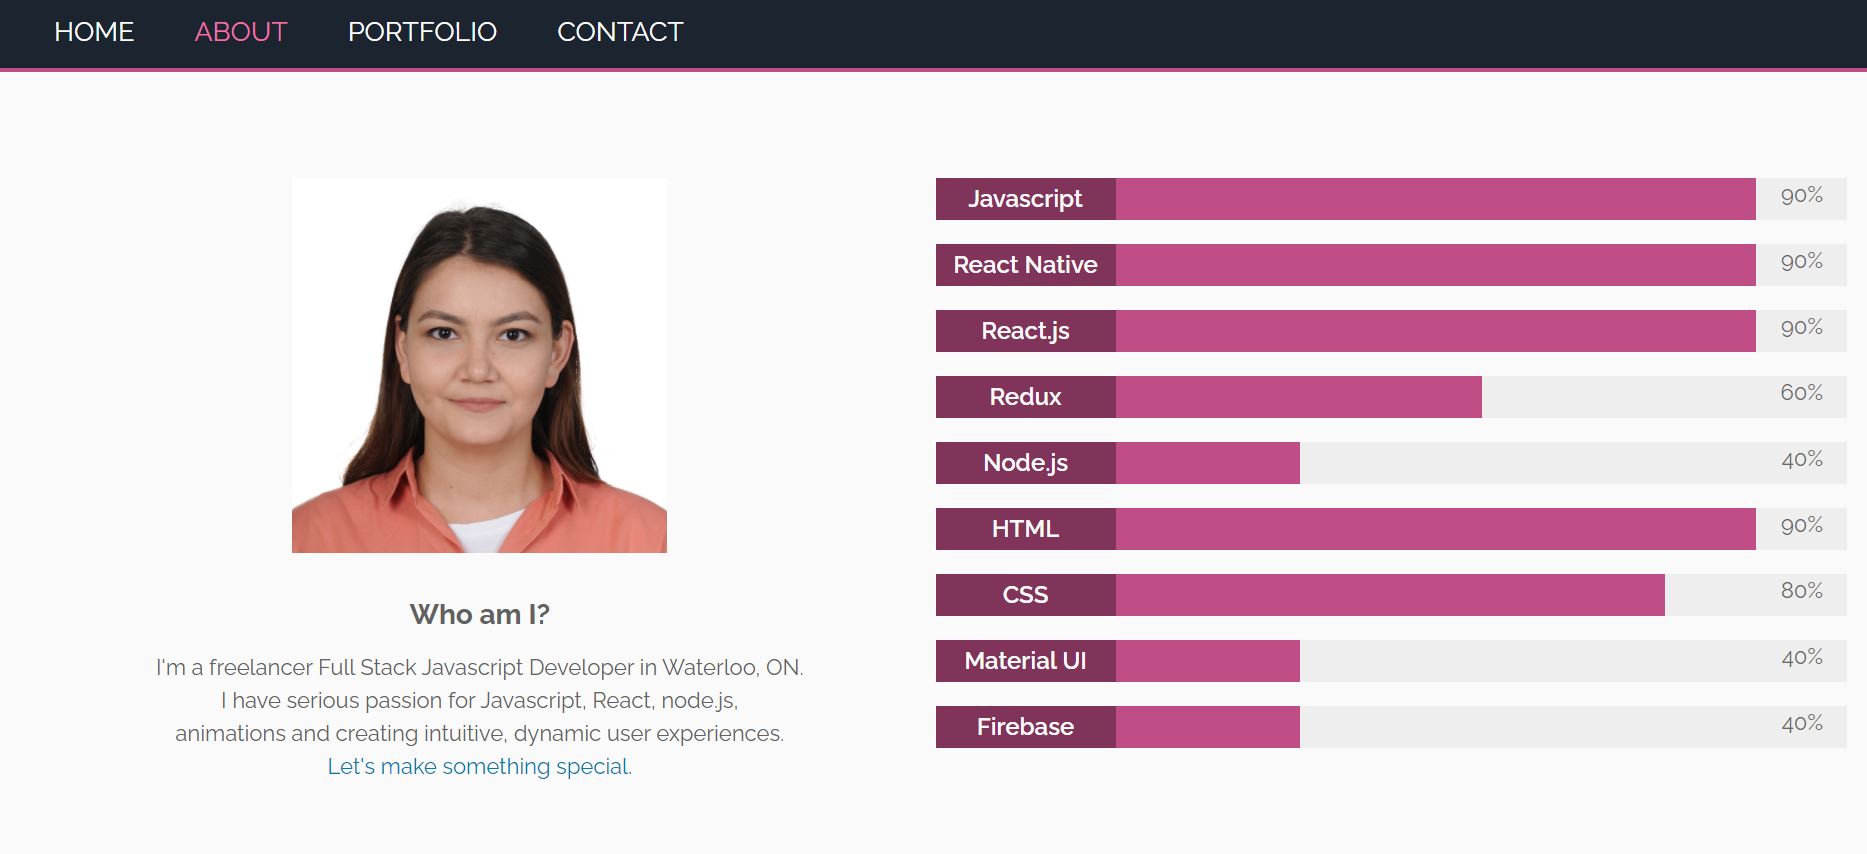 HOME ABOUT PORTFOLIO CONTACT
Who am I?
I'm a freelancer Full Stack Javascript Developer in Waterloo, ON.
I have serious passion for Javascript, React, node.js,
animations and creating intuitive, dynamic user experiences.
Let's make something special.
Javascript 90%
React Native 90%
React.js 90%
Redux 60%
Node.js 40%
HTML 90%
CSS 80%
Material UI 40%
Firebase 40%